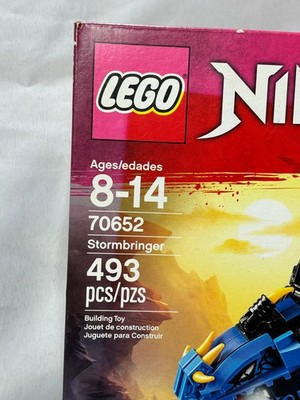 LEGO
NIN
Ages/edades
8-14
70652
Stormbringer
493
pcs/pzs
Building Toy
Jouet de construction
Juguete para Construir